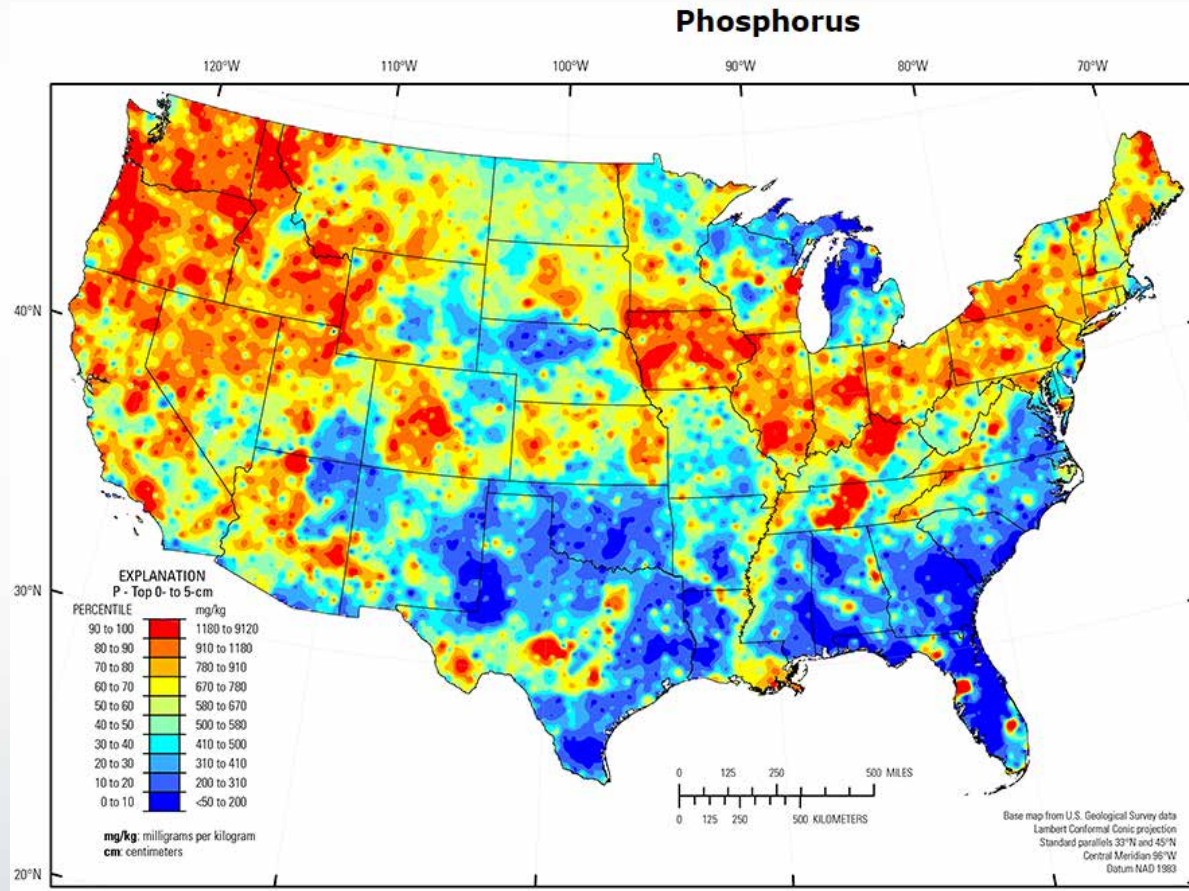 Phosphorus
120°W 110°W 100°W 90°W 80°W 70°W
40°N
30°N
20°N
EXPLANATION
P - Top 0- to 5-cm
PERCENTILE mg/kg
90 to 100 1180 to 9120
80 to 90 910 to 1180
70 to 80 780 to 910
60 to 70 670 to 780
50 to 60 580 to 670
40 to 50 500 to 580
30 to 40 410 to 500
20 to 30 310 to 410
10 to 20 200 to 310
0 to 10 <50 to 200
mg/kg: milligrams per kilogram
cm: centimeters
0 125 250 500 MILES
0 125 250 500 KILOMETERS
Base map from U.S. Geological Survey data
Lambert Conformal Conic projection
Standard parallels 33°N and 45°N
Central Meridian 96°W
Datum NAD 1983